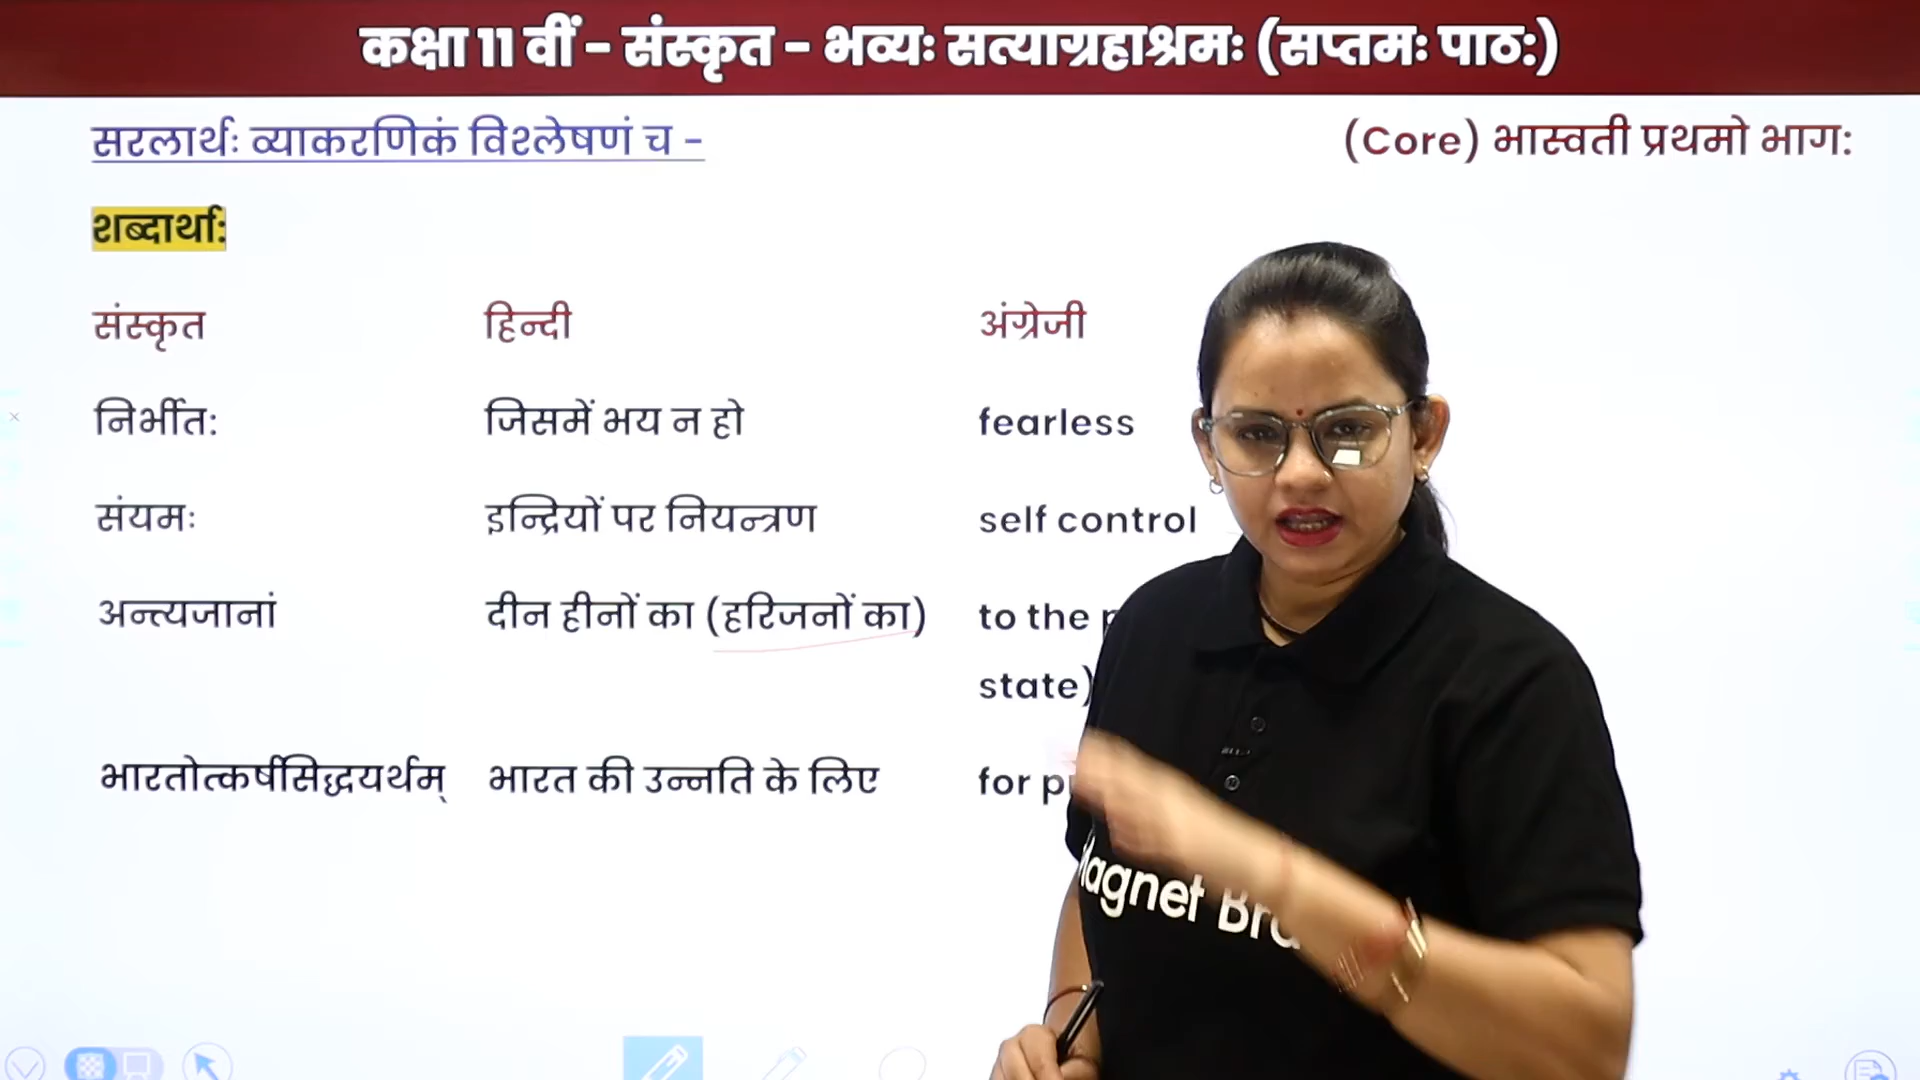 कक्षा 11 वीं - संस्कृत - भव्यः सत्याग्रहाश्रमः (सप्तमः पाठः)
सरलार्थः व्याकरणिकं विश्लेषणं च -
(Core) भास्वती प्रथमो भागः
शब्दार्थाः
संस्कृत हिन्दी अंग्रेजी
निर्भीतः जिसमें भय न हो fearless
संयमः इन्द्रियों पर नियन्त्रण self control
अन्त्यजानां दीन हीनों का (हरिजनों का) to the
state)
भारतोत्कर्षसिद्धयर्थम् भारत की उन्नति के लिए for
Magnet